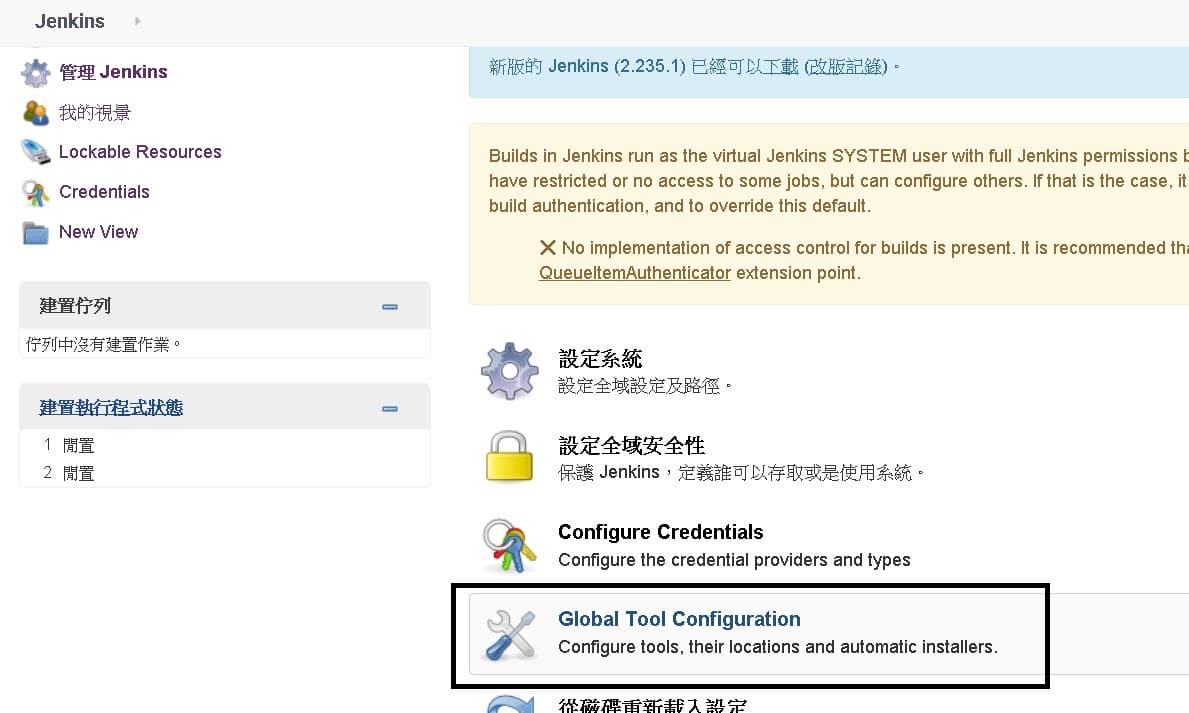 Jenkins
管理 Jenkins
我的視景
Lockable Resources
Credentials
New View
建置佇列
佇列中沒有建置作業。
建置執行程式狀態
1 閒置
2 閒置
新版的 Jenkins (2.235.1) 已經可以下載 (改版記錄)。
Builds in Jenkins run as the virtual Jenkins SYSTEM user with full Jenkins permissions b
have restricted or no access to some jobs, but can configure others. If that is the case, it
build authentication, and to override this default.
No implementation of access control for builds is present. It is recommended tha
QueueItemAuthenticator extension point.
設定系統
設定全域設定及路徑。
設定全域安全性
保護 Jenkins，定義誰可以存取或是使用系統。
Configure Credentials
Configure the credential providers and types
Global Tool Configuration
Configure tools, their locations and automatic installers.
從磁碟重新載入設定